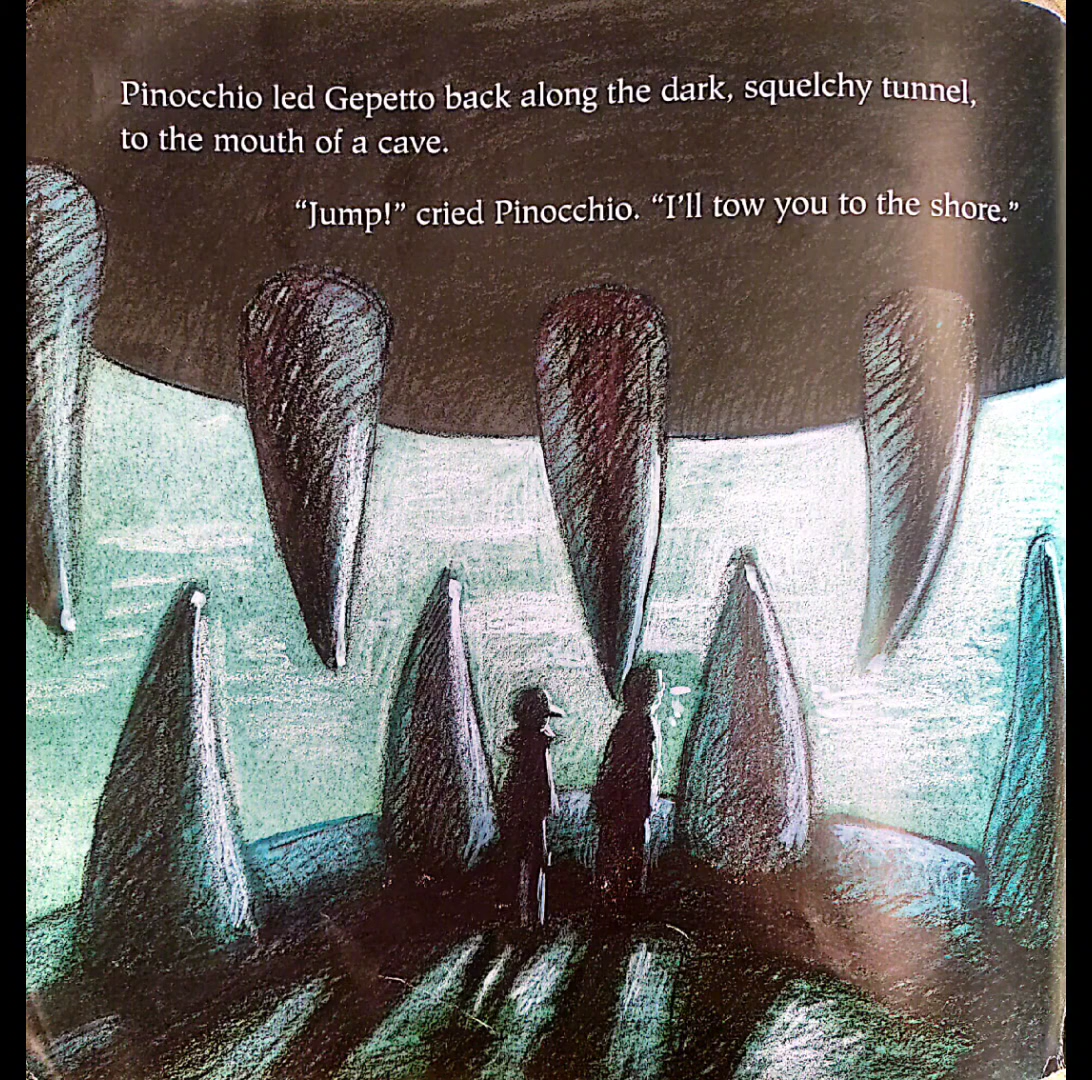 Pinocchio led Gepetto back along the dark, squelchy tunnel,
to the mouth of a cave.
“Jump!” cried Pinocchio. “I’ll tow you to the shore.”